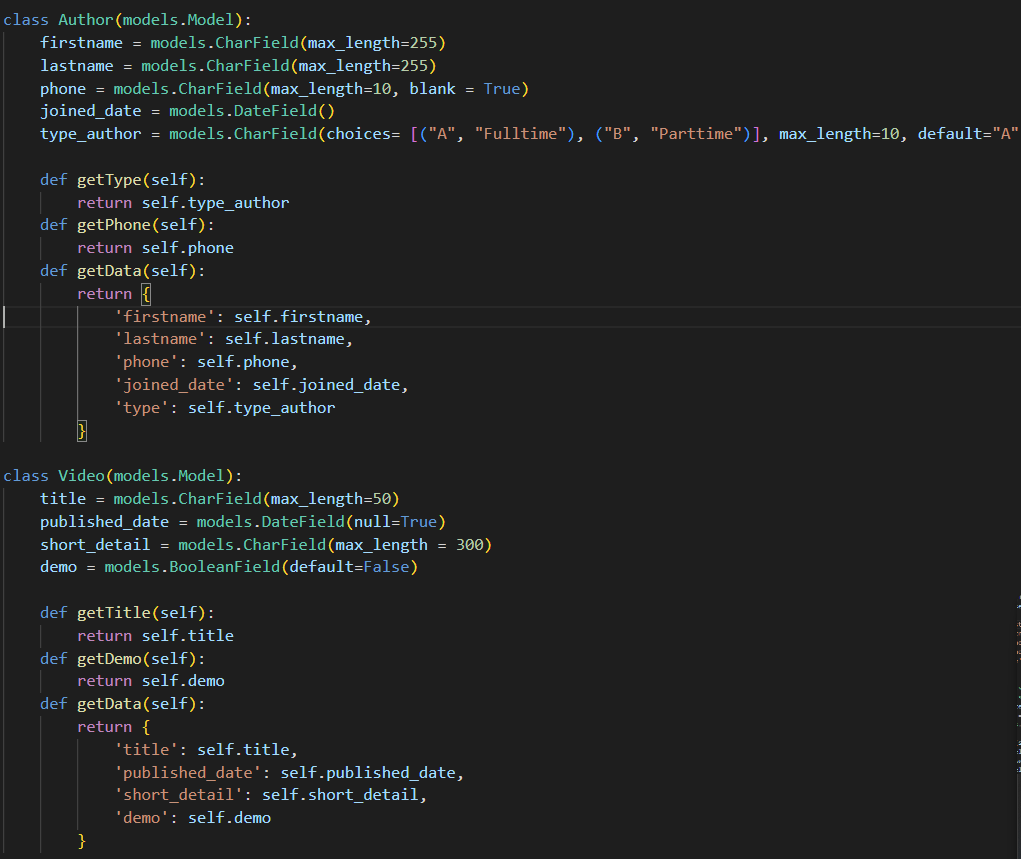 class Author(models.Model):
    firstname = models.CharField(max_length=255)
    lastname = models.CharField(max_length=255)
    phone = models.CharField(max_length=10, blank = True)
    joined_date = models.DateField()
    type_author = models.CharField(choices= [("A", "Fulltime"), ("B", "Parttime")], max_length=10, default="A"

    def getType(self):
        return self.type_author
    def getPhone(self):
        return self.phone
    def getData(self):
        return {
            'firstname': self.firstname,
            'lastname': self.lastname,
            'phone': self.phone,
            'joined_date': self.joined_date,
            'type': self.type_author
        }

class Video(models.Model):
    title = models.CharField(max_length=50)
    published_date = models.DateField(null=True)
    short_detail = models.CharField(max_length = 300)
    demo = models.BooleanField(default=False)

    def getTitle(self):
        return self.title
    def getDemo(self):
        return self.demo
    def getData(self):
        return {
            'title': self.title,
            'published_date': self.published_date,
            'short_detail': self.short_detail,
            'demo': self.demo
        }